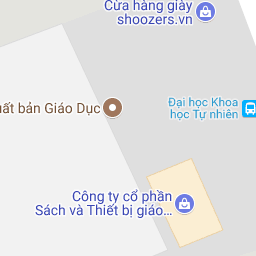 Cửa hàng giày
shoozers.vn
uất bản Giáo Dục
Đại học Khoa
học Tự nhiên
Công ty cổ phần
Sách và Thiết bị giáo...